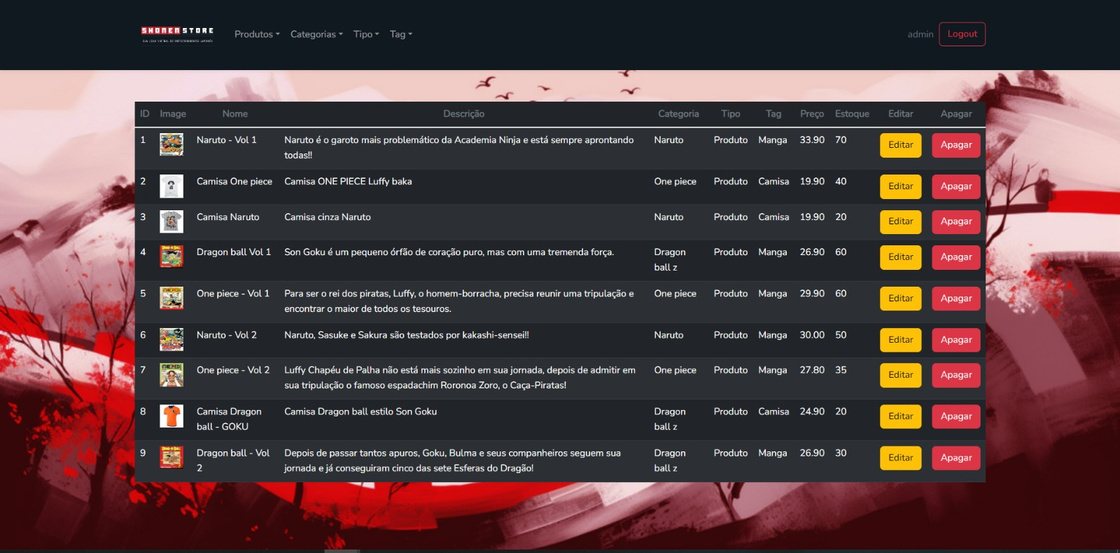 SHONEN STORE
Produtos Categorias Tipo Tag admin Logout
ID Image Nome Descrição Categoria Tipo Tag Preço Estoque Editar Apagar
1 Naruto - Vol 1 Naruto é o garoto mais problemático da Academia Ninja e está sempre aprontando Naruto Produto Manga 33.90 70 Editar Apagar
todas!!
2 Camisa One piece Camisa ONE PIECE Luffy baka One piece Produto Camisa 19.90 40 Editar Apagar
3 Camisa Naruto Camisa cinza Naruto Naruto Produto Camisa 19.90 20 Editar Apagar
4 Dragon ball Vol 1 Son Goku é um pequeno órfão de coração puro, mas com uma tremenda força. Dragon Produto Manga 26.90 60 Editar Apagar
ball z
5 One piece - Vol 1 Para ser o rei dos piratas, Luffy, o homem-borracha, precisa reunir uma tripulação e One piece Produto Manga 29.90 60 Editar Apagar
encontrar o maior de todos os tesouros.
6 Naruto - Vol 2 Naruto, Sasuke e Sakura são testados por kakashi-sensei!! Naruto Produto Manga 30.00 50 Editar Apagar
7 One piece - Vol 2 Luffy Chapéu de Palha não está mais sozinho em sua jornada, depois de admitir em One piece Produto Manga 27.80 35 Editar Apagar
sua tripulação o famoso espadachim Roronoa Zoro, o Caça-Piratas!
8 Camisa Dragon Camisa Dragon ball estilo Son Goku Dragon Produto Camisa 24.90 20 Editar Apagar
ball - GOKU ball z
9 Dragon ball - Vol Depois de passar tantos apuros, Goku, Bulma e seus companheiros seguem sua Dragon Produto Manga 26.90 30 Editar Apagar
2 jornada e já conseguiram cinco das sete Esferas do Dragão! ball z